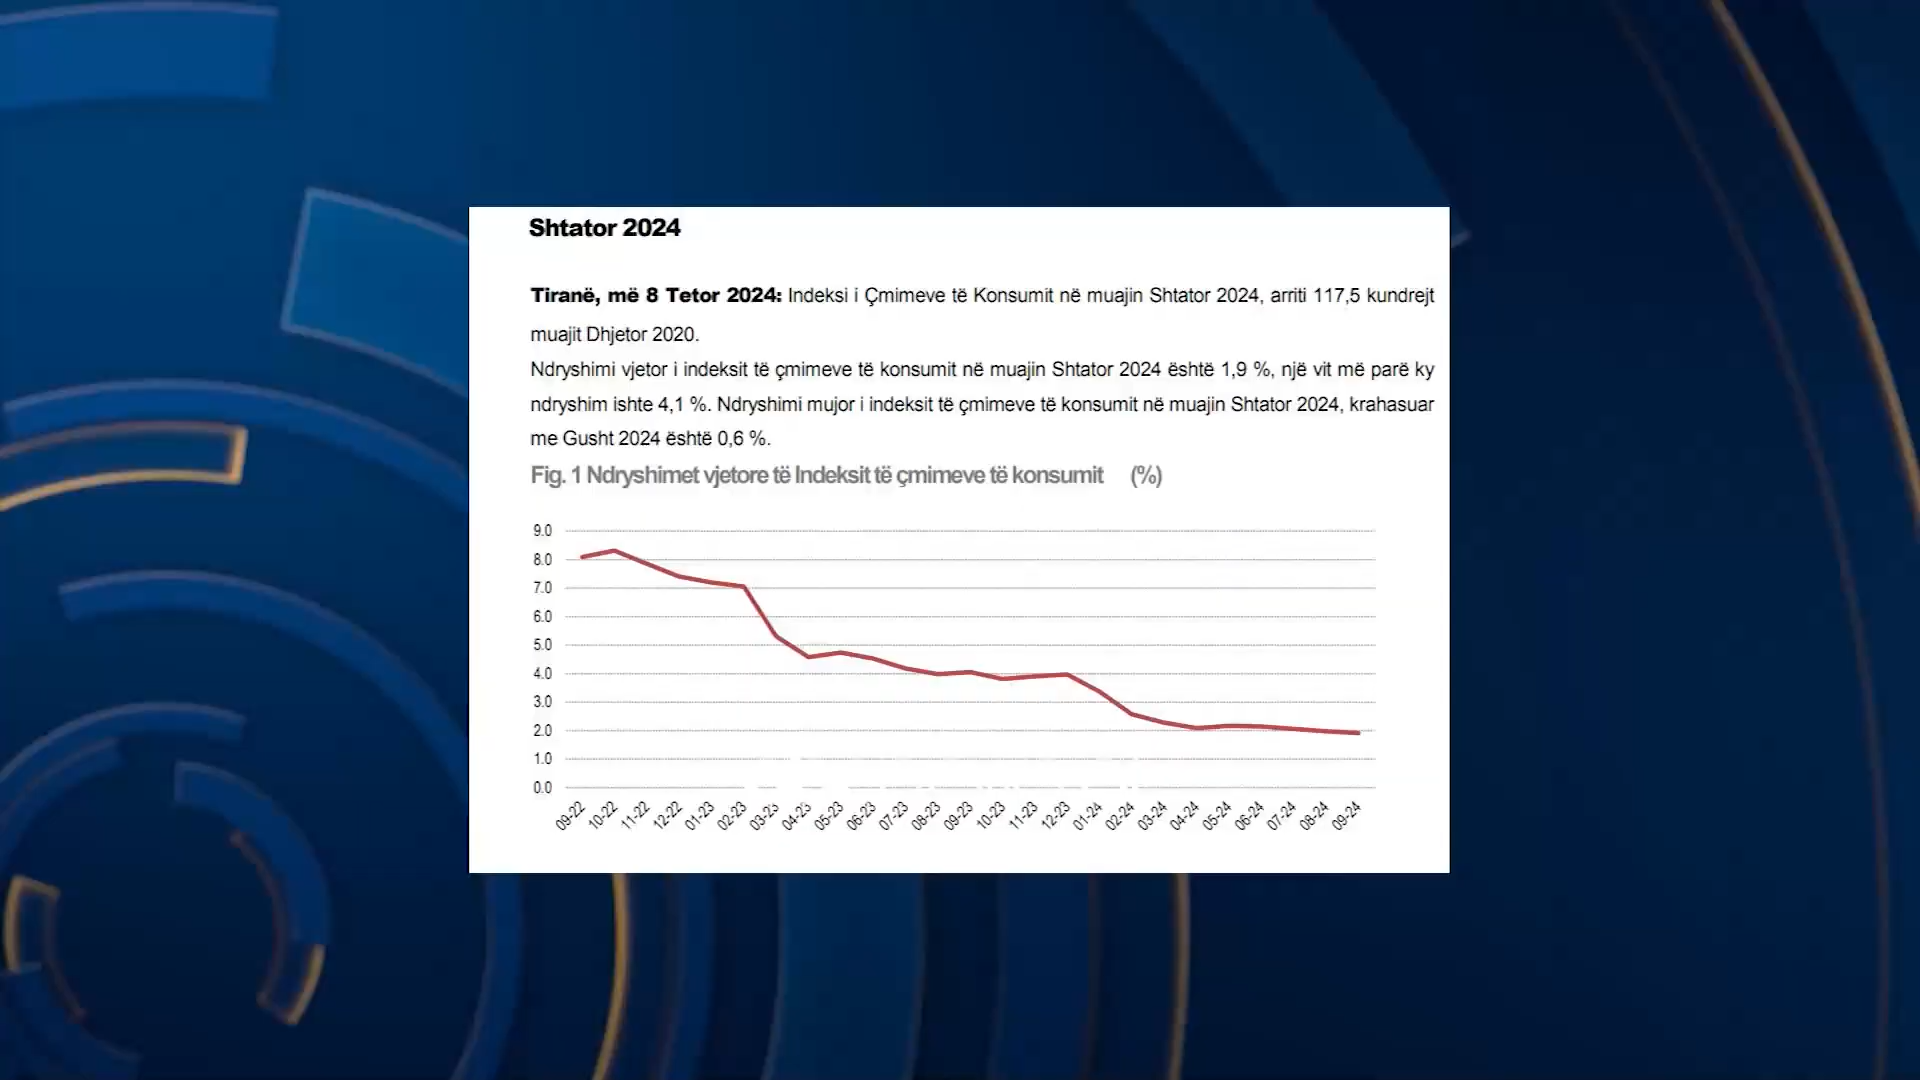 Shtator 2024
Tiranë, më 8 Tetor 2024: Indeksi i Çmimeve të Konsumit në muajin Shtator 2024, arriti 117,5 kundrejt
muajit Dhjetor 2020.
Ndryshimi vjetor i indeksit të çmimeve të konsumit në muajin Shtator 2024 është 1,9 %, një vit më parë ky
ndryshim ishte 4,1 %. Ndryshimi mujor i indeksit të çmimeve të konsumit në muajin Shtator 2024, krahasuar
me Gusht 2024 është 0,6 %.
Fig. 1 Ndryshimet vjetore të Indeksit të çmimeve të konsumit (%)
9.0
8.0
7.0
6.0
5.0
4.0
3.0
2.0
1.0
0.0
09-22 10-22 11-22 12-22 01-23 02-23 03-23 04-23 05-23 06-23 07-23 08-23 09-23 10-23 11-23 12-23 01-24 02-24 03-24 04-24 05-24 06-24 07-24 08-24 09-24